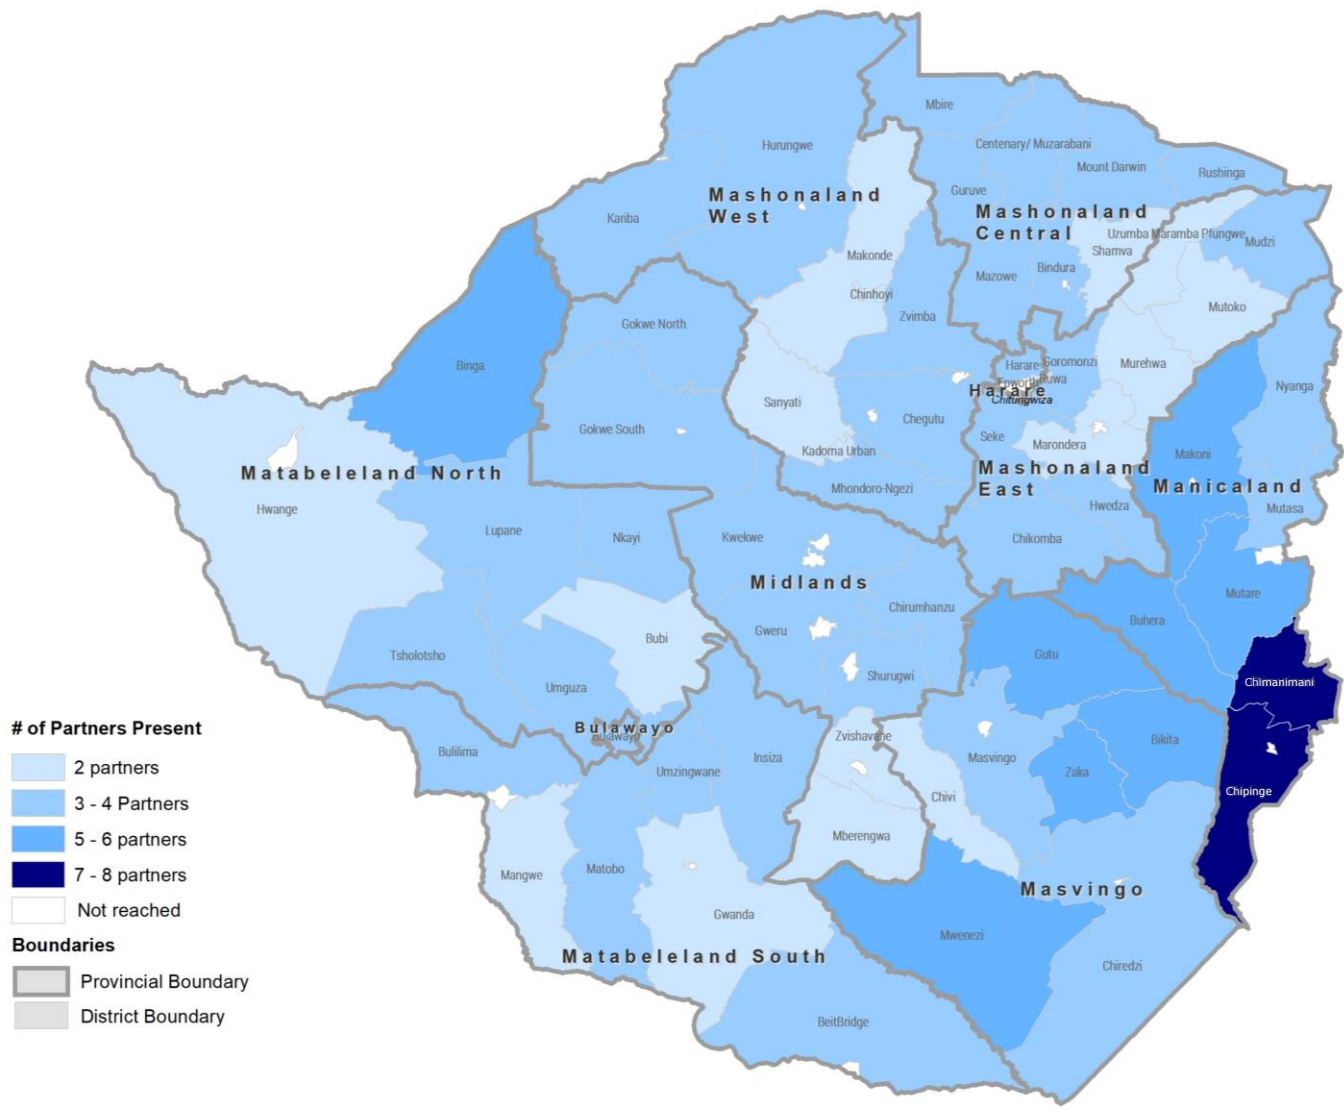 Mbire
Hurungwe
Centenary/ Muzarabani
Mount Darwin
Rushinga
Guruve
Mashonaland
West
Kariba
Mashonaland
Central
Uzumba Maramba Pfungwe
Mudzi
Shamva
Makonde
Bindura
Mazowe
Chinhoyi
Mutoko
Zvimba
Gokwe North
Binga
Harare
Goromonzi
Murehwa
Epworth
Ruwa
Harare
Chitungwiza
Nyanga
Sanyati
Chegutu
Gokwe South
Seke
Marondera
Kadoma Urban
Makoni
Mashonaland
East
Matabeleland North
Manicaland
Mhondoro-Ngezi
Hwange
Hwedza
Mutasa
Lupane
Nkayi
Kwekwe
Chikomba
Midlands
Mutare
Chirumhanzu
Buhera
Gweru
Bubi
Tsholotsho
Gutu
Shurugwi
Umguza
Chimanimani
# of Partners Present
Bulawayo
Bulawayo
Zvishavane
Bikita
Bulilima
Insiza
Masvingo
2 partners
Umzingwane
Zaka
Chipinge
Chivi
3 - 4 Partners
Mberengwa
5 - 6 partners
Matobo
7 - 8 partners
Mangwe
Masvingo
Not reached
Gwanda
Mwenezi
Boundaries
Matabeleland South
Chiredzi
Provincial Boundary
District Boundary
BeitBridge